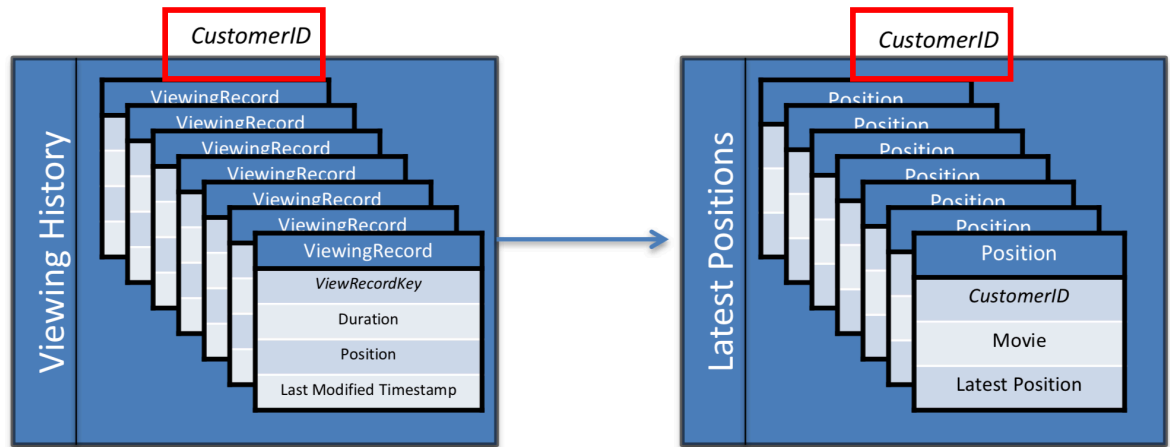 CustomerID
Viewing History
ViewingRecord
ViewingRecord
ViewingRecord
ViewingRecord
ViewingRecord
ViewingRecord
ViewingRecord
ViewRecordKey
Duration
Position
Last Modified Timestamp
CustomerID
Latest Positions
Position
Position
Position
Position
Position
Position
Position
CustomerID
Movie
Latest Position